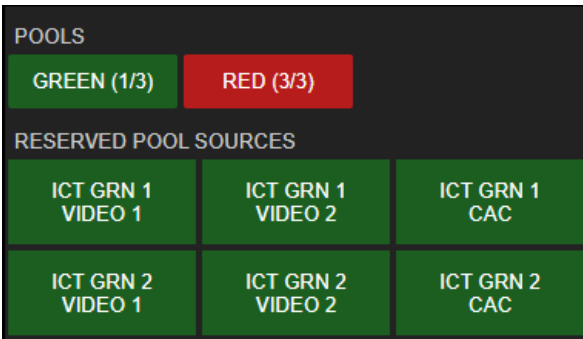 POOLS
GREEN (1/3)
RED (3/3)
RESERVED POOL SOURCES
ICT GRN 1
VIDEO 1
ICT GRN 1
VIDEO 2
ICT GRN 1
CAC
ICT GRN 2
VIDEO 1
ICT GRN 2
VIDEO 2
ICT GRN 2
CAC